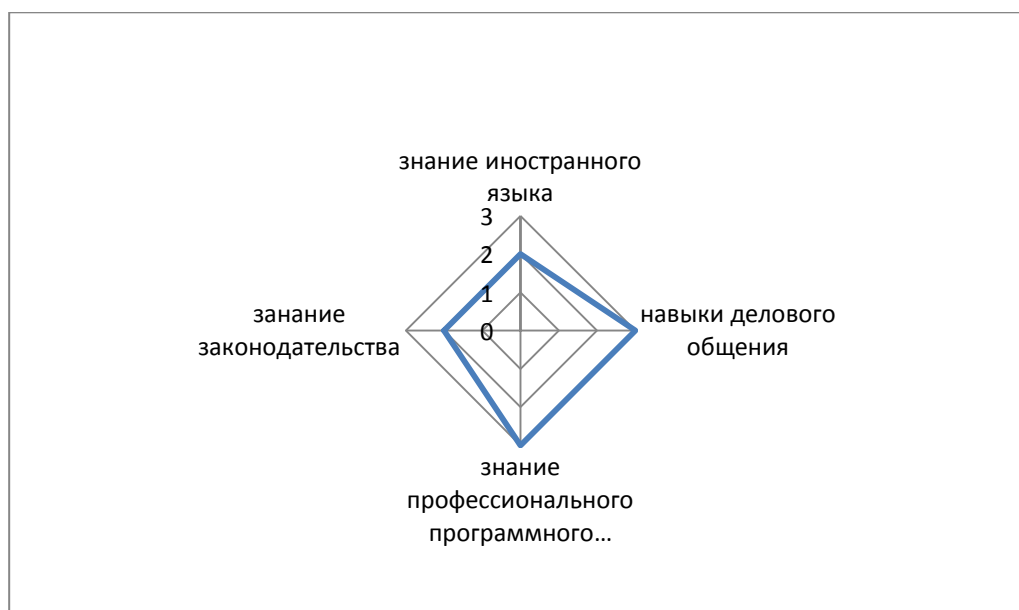 знание иностранного
языка
3
2
1
0
занание
законодательства
навыки делового
общения
знание
профессионального
программного...